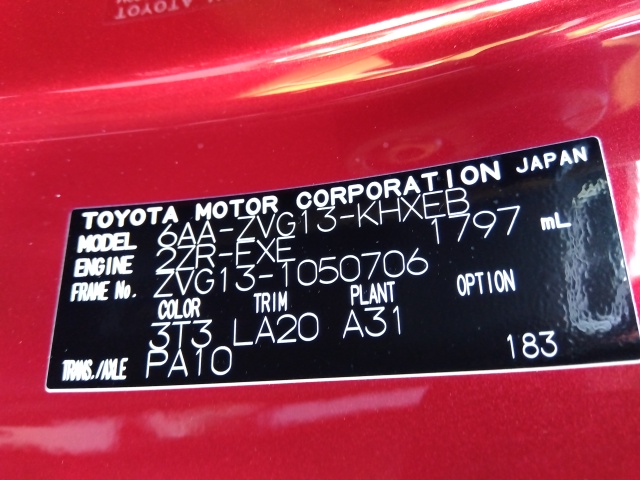 TOYOTA MOTOR CORPORATION JAPAN
MODEL 6AA-ZVG13-KHXEB
ENGINE 2ZR-EXE 1797 mL
FRAME No. ZVG13-1050706
COLOR TRIM PLANT OPTION
3T3 LA20 A31
TRANS./AXLE PA10 183